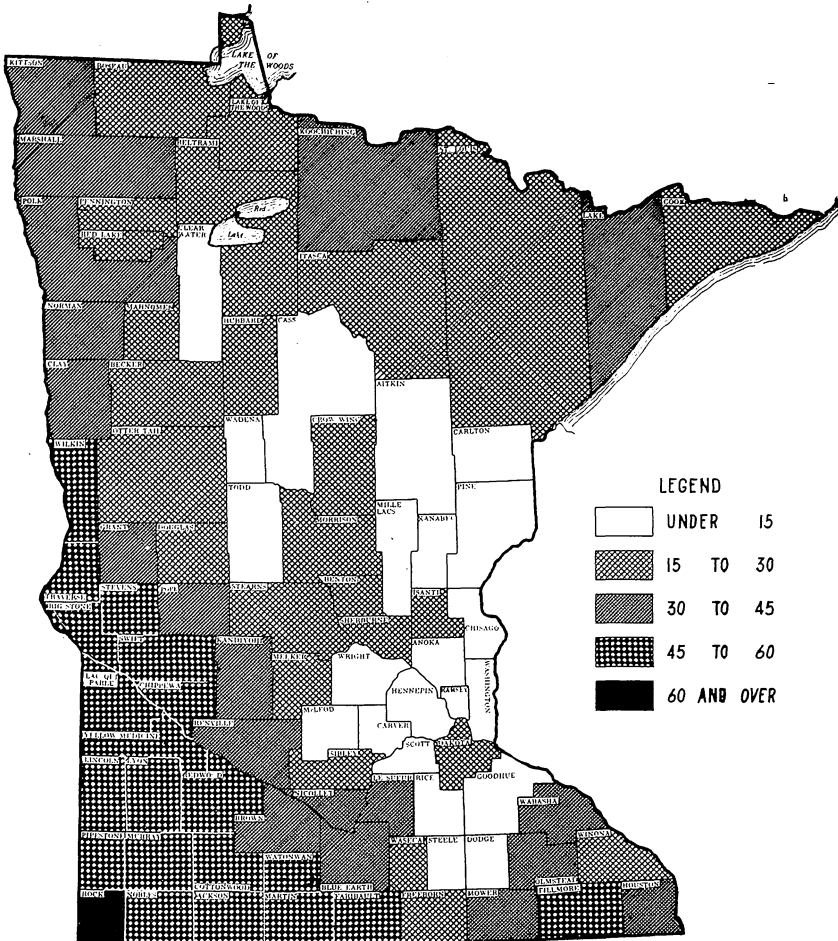 LAKE OF
THE WOODS
KITTSON
ROSEAU
LAKE OF
THE WOODS
KOOCHICHING
ST. LOUIS
MARSHALL
BELTRAMI
POLK
PENNINGTON
Red
LAKE
COOK
RED LAKE
CLEAR
WATER
Lake
ITASCA
NORMAN
MAHNOMEN
HUBBARD
CASS
CLAY
BECKER
AITKIN
WADENA
CROW WING
OTTER TAIL
CARLTON
WILKIN
TODD
PINE
MILLE
LACS
KANABEC
GRANT
DOUGLAS
MORRISON
BENTON
STEVENS
POPE
STEARNS
ISANTI
TRAVERSE
BIG STONE
SHERBURNE
CHISAGO
SWIFT
KANDIYOHI
ANOKA
MEEKER
WRIGHT
WASHINGTON
LAC QUI
PARLE
CHIPPEWA
HENNEPIN
RAMSEY
McLEOD
RENVILLE
CARVER
YELLOW MEDICINE
SCOTT
DAKOTA
SIBLEY
LINCOLN
LYON
REDWOOD
LE SUEUR
RICE
GOODHUE
NICOLLET
WABASHA
BROWN
PIPESTONE
MURRAY
WASECA
STEELE
DODGE
WINONA
WATONWAN
COTTONWOOD
BLUE EARTH
OLMSTEAD
ROCK
NOBLES
JACKSON
MARTIN
FARIBAULT
FREEBORN
MOWER
FILLMORE
HOUSTON
LEGEND
UNDER 15
15 TO 30
30 TO 45
45 TO 60
60 AND OVER